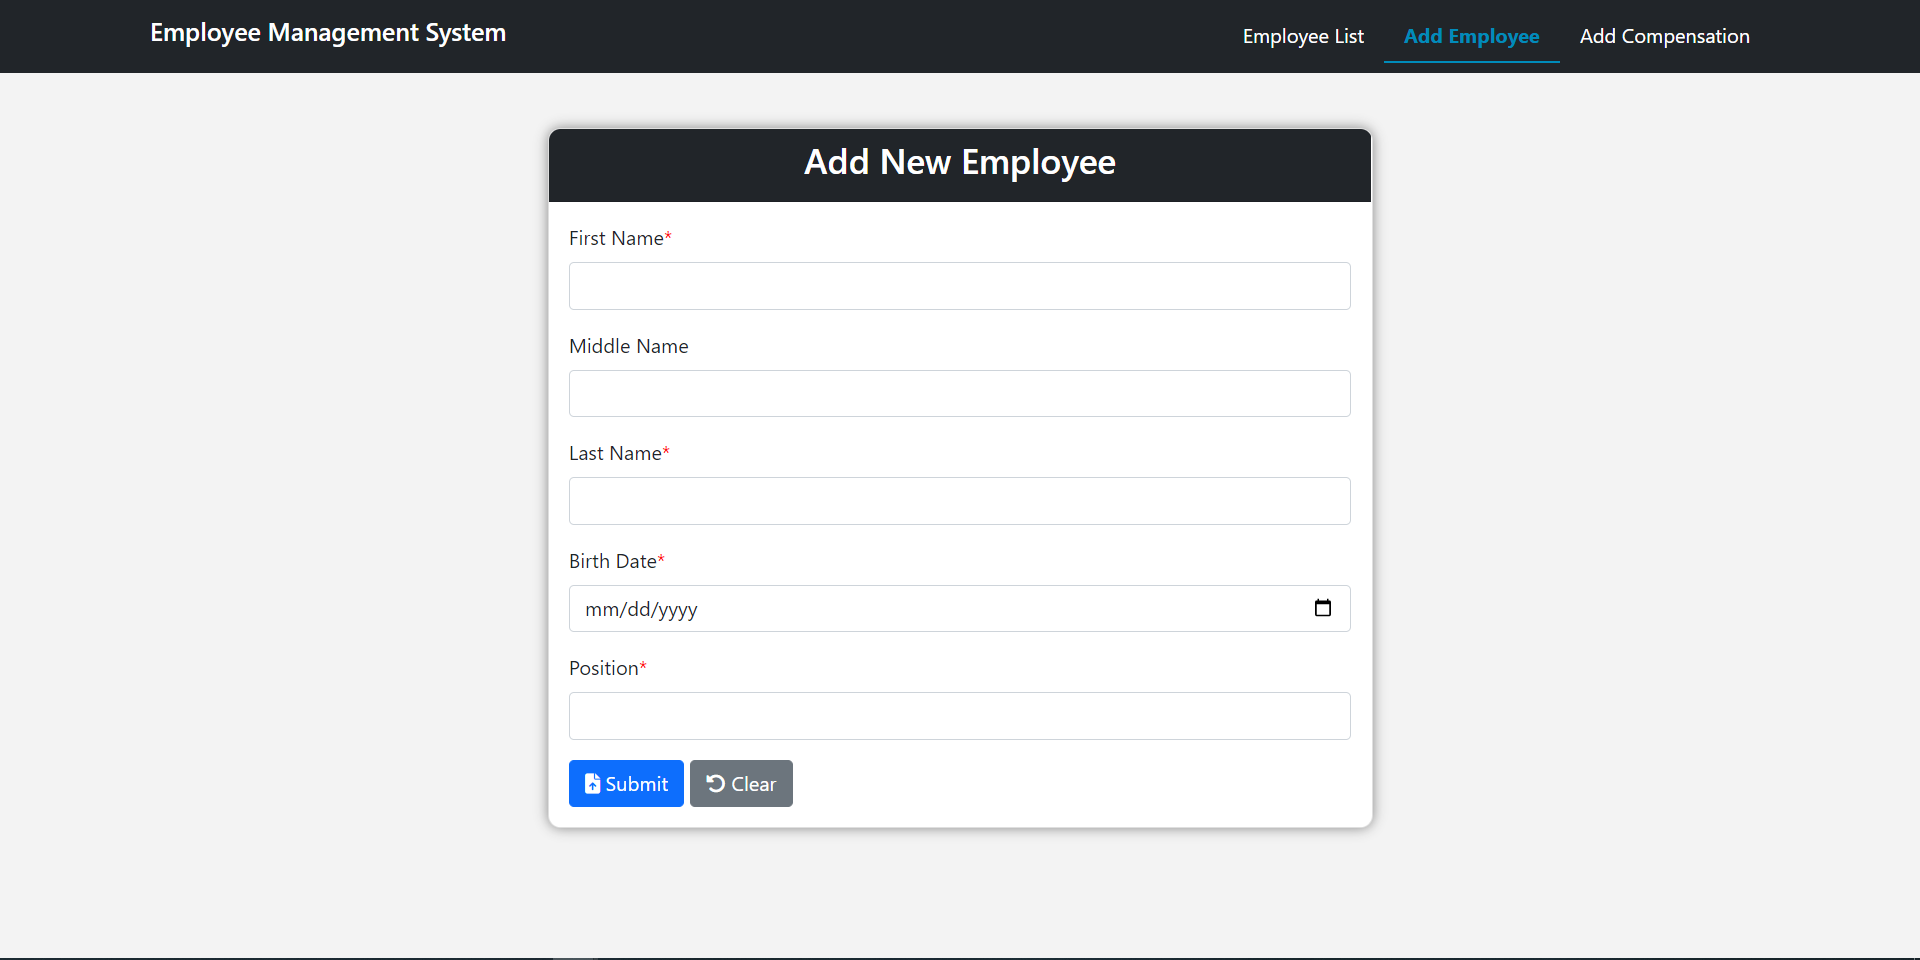 Employee Management System
Employee List Add Employee Add Compensation
Add New Employee
First Name*
Middle Name
Last Name*
Birth Date*
mm/dd/yyyy
Position*
Submit Clear